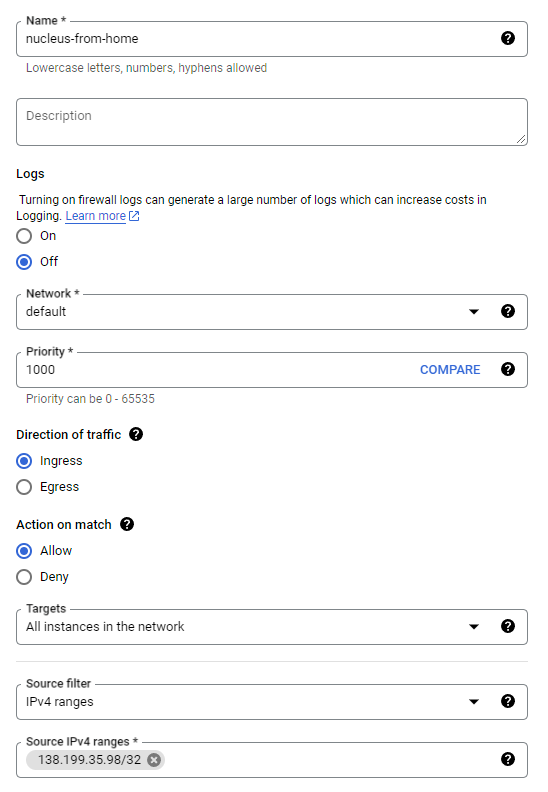 Name *
nucleus-from-home
Lowercase letters, numbers, hyphens allowed
Description
Logs
Turning on firewall logs can generate a large number of logs which can increase costs in
Logging. Learn more
On
Off
Network *
default
Priority *
1000 COMPARE
Priority can be 0 - 65535
Direction of traffic
Ingress
Egress
Action on match
Allow
Deny
Targets
All instances in the network
Source filter
IPv4 ranges
Source IPv4 ranges *
138.199.35.98/32